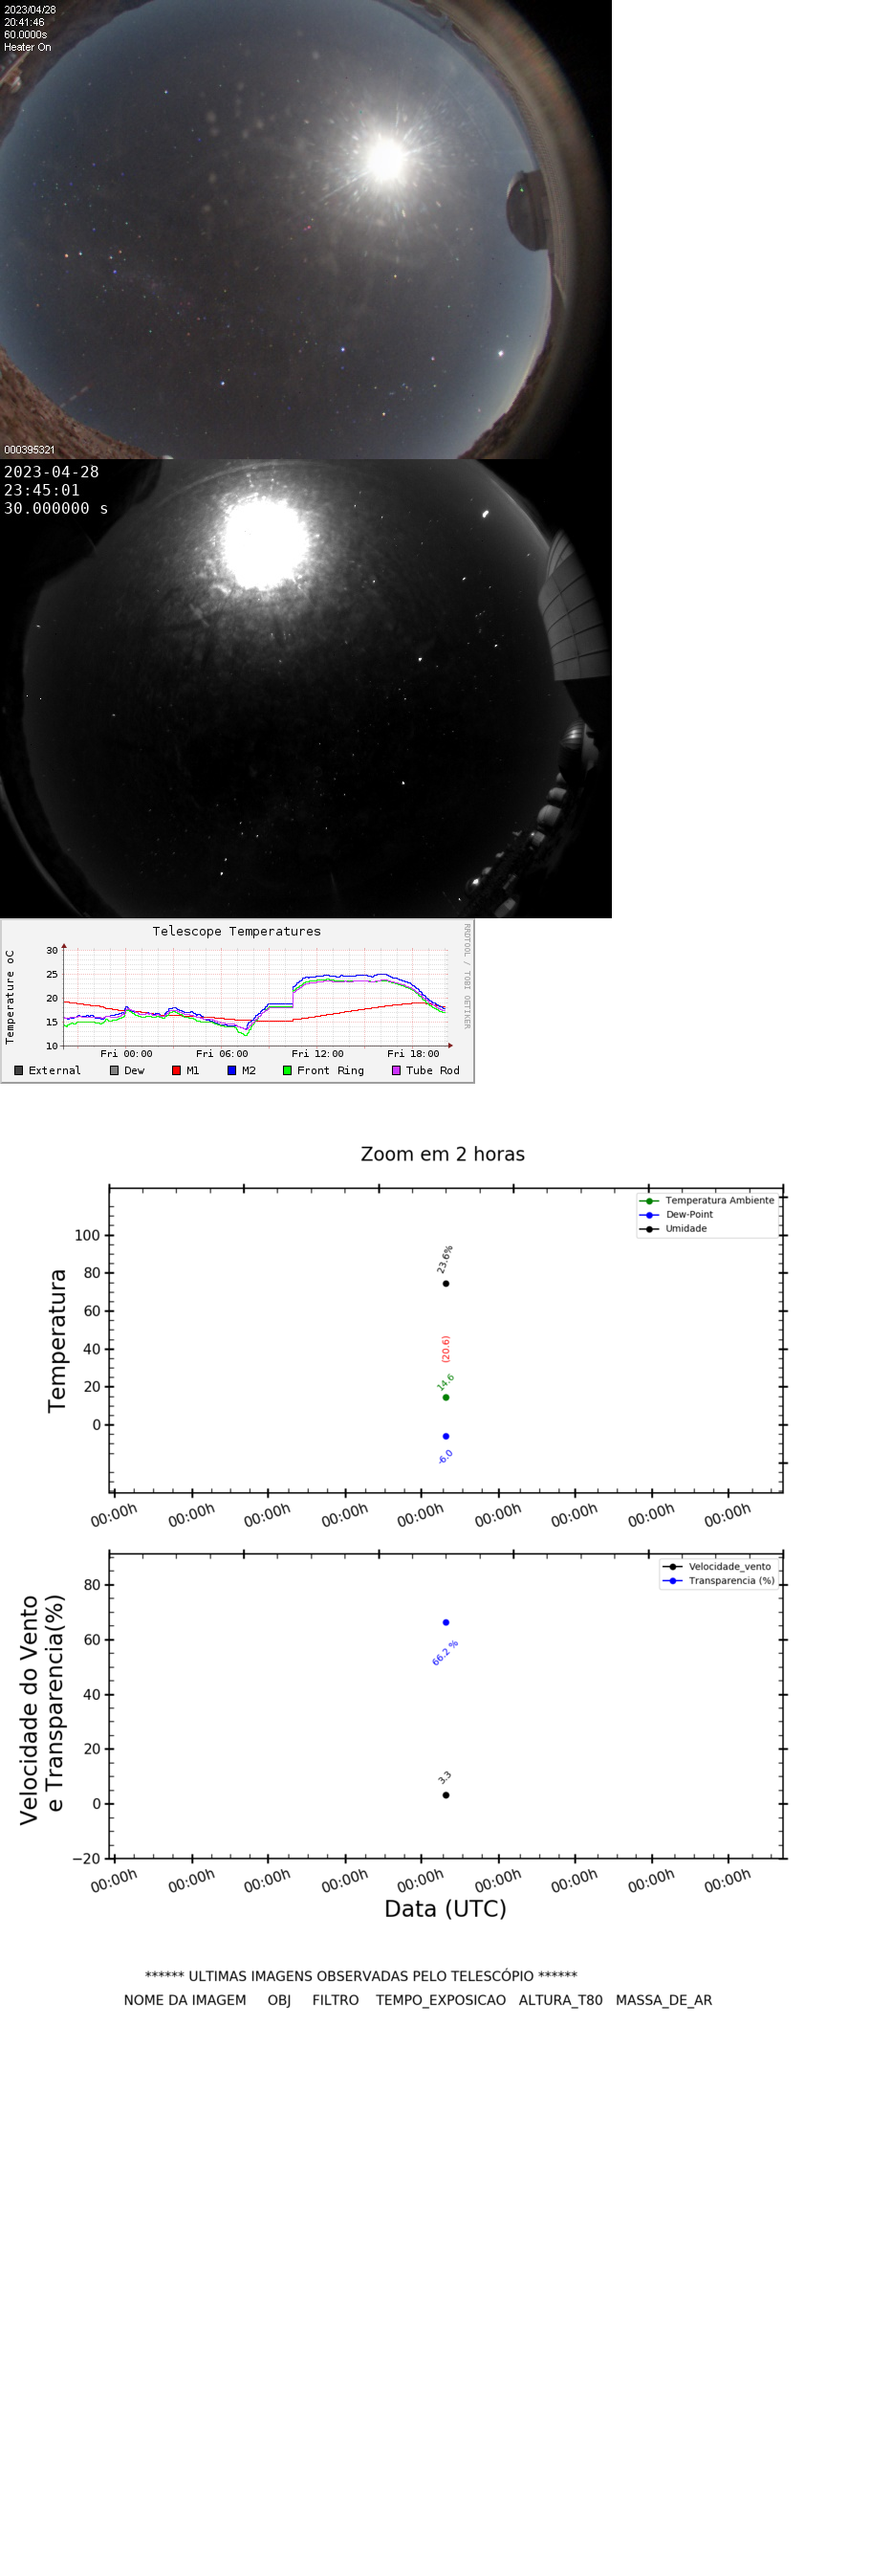 2023/04/28
20:41:46
60.0000s
Heater On
000395321
2023-04-28
23:45:01
30.000000 s
Telescope Temperatures
Temperature oC
30
25
20
15
10
Fri 00:00 Fri 06:00 Fri 12:00 Fri 18:00
External Dew M1 M2 Front Ring Tube Rod
RRDTOOL / TOBI OETIKER
Zoom em 2 horas
Temperatura
100
80
60
40
20
0
Temperatura Ambiente
Dew-Point
Umidade
23.6%
(20.6)
14.6
-6.0
00:00h 00:00h 00:00h 00:00h 00:00h 00:00h 00:00h 00:00h 00:00h
Velocidade do Vento
e Transparencia(%)
80
60
40
20
0
−20
Velocidade_vento
Transparencia (%)
66.2 %
3.3
00:00h 00:00h 00:00h 00:00h 00:00h 00:00h 00:00h 00:00h 00:00h
Data (UTC)
****** ULTIMAS IMAGENS OBSERVADAS PELO TELESCÓPIO ******
NOME DA IMAGEM OBJ FILTRO TEMPO_EXPOSICAO ALTURA_T80 MASSA_DE_AR